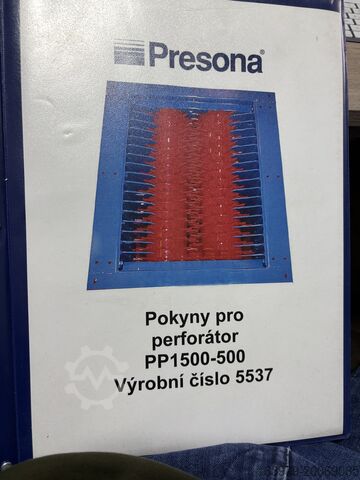 Presona®
Pokyny pro
perforátor
PP1500-500
Výrobní číslo 5537